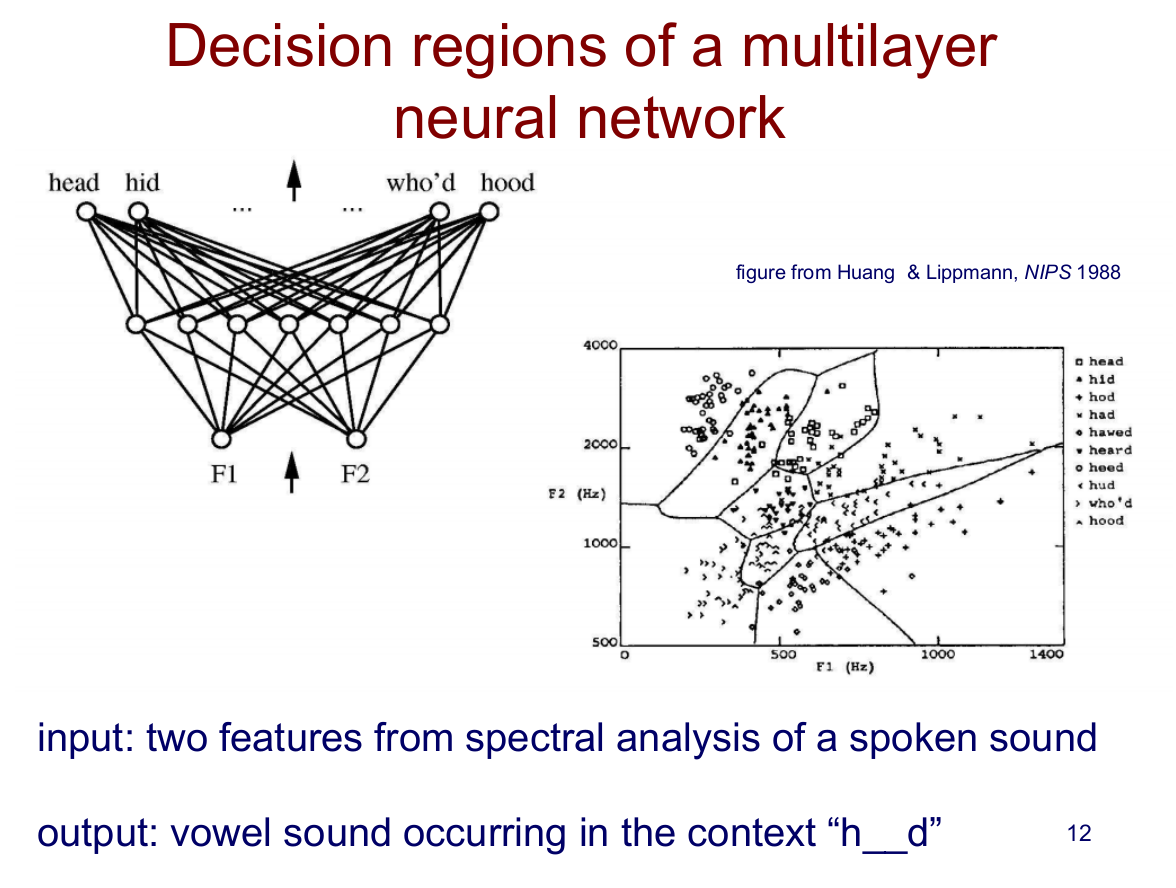 Decision regions of a multilayer
neural network
head hid who'd hood
... ...
F1 F2
figure from Huang & Lippmann, NIPS 1988
4000
2000
F2 (Hz)
1000
500
0 500 1000 1400
F1 (Hz)
head
hid
hod
had
hawed
heard
heed
hud
who'd
hood
input: two features from spectral analysis of a spoken sound
output: vowel sound occurring in the context “h__d”
12